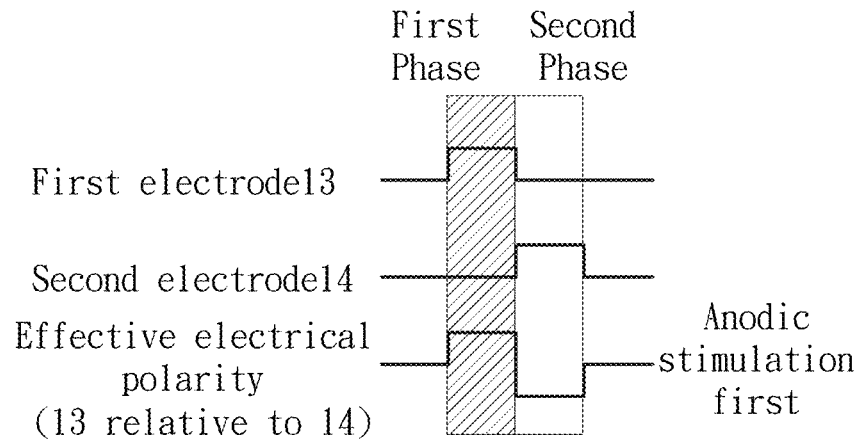 First Second
Phase Phase
First electrode13
Second electrode14
Effective electrical
polarity
(13 relative to 14)
Anodic
stimulation
first